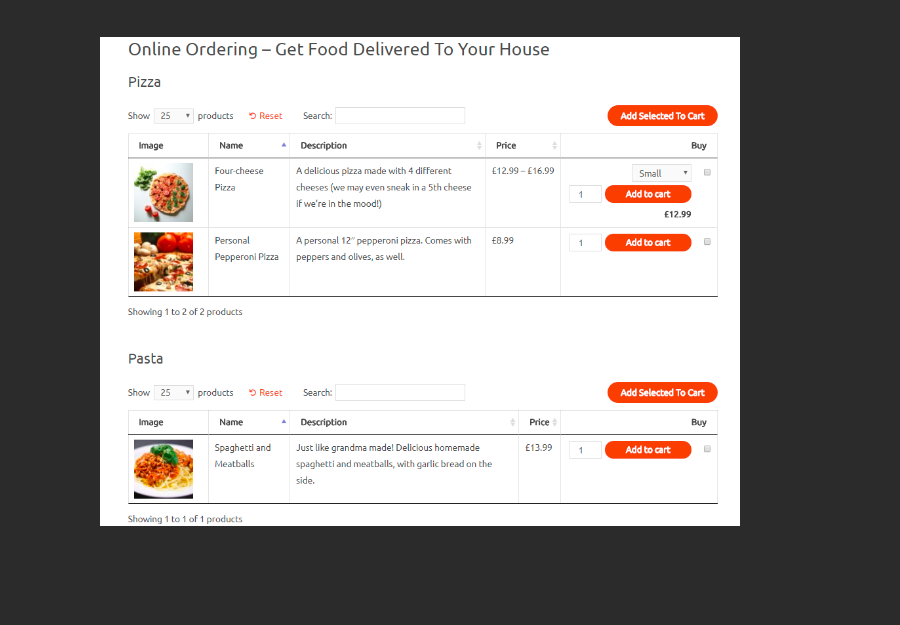 Online Ordering – Get Food Delivered To Your House
Pizza
Show 25 products Reset Search: Add Selected To Cart
Image Name Description Price Buy
Four-cheese Pizza
A delicious pizza made with 4 different
cheeses (we may even sneak in a 5th cheese
if we're in the mood!)
£12.99 – £16.99
Small
1 Add to cart
£12.99
Personal
Pepperoni Pizza
A personal 12″ pepperoni pizza. Comes with
peppers and olives, as well.
£8.99
1 Add to cart
Showing 1 to 2 of 2 products
Pasta
Show 25 products Reset Search: Add Selected To Cart
Image Name Description Price Buy
Spaghetti and
Meatballs
Just like grandma made! Delicious homemade
spaghetti and meatballs, with garlic bread on the
side.
£13.99
1 Add to cart
Showing 1 to 1 of 1 products